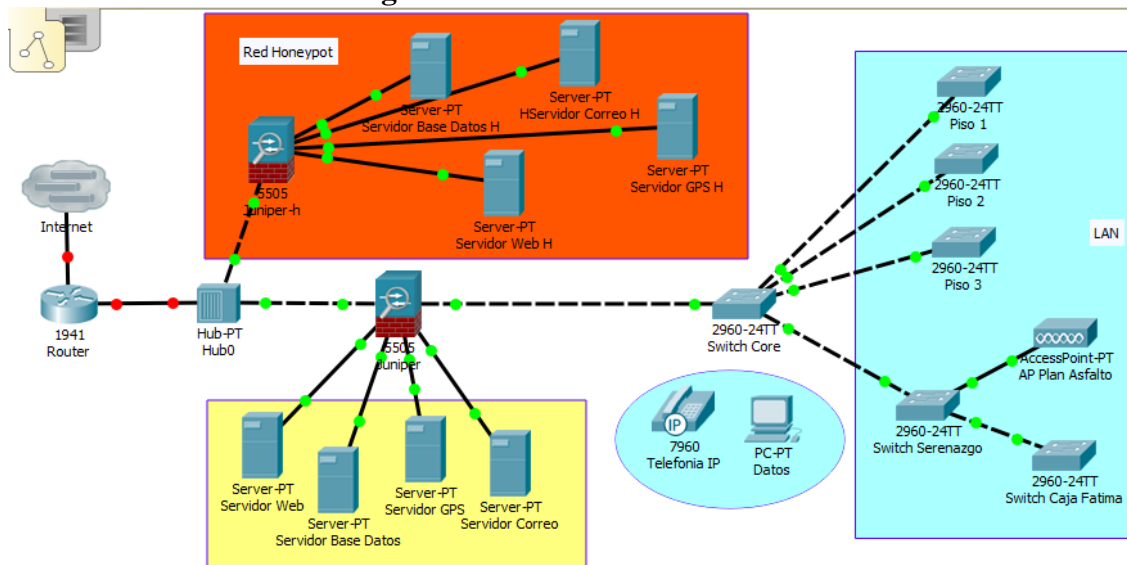 Red Honeypot
Server-PT
Servidor Base Datos H
Server-PT
HServidor Correo H
Server-PT
Servidor GPS H
Server-PT
Servidor Web H
5505
Juniper-h
Internet
1941
Router
Hub-PT
Hub0
5505
Juniper
2960-24TT
Switch Core
LAN
2960-24TT
Piso 1
2960-24TT
Piso 2
2960-24TT
Piso 3
AccessPoint-PT
AP Plan Asfalto
2960-24TT
Switch Serenazgo
2960-24TT
Switch Caja Fatima
IP
7960
Telefonia IP
PC-PT
Datos
Server-PT
Servidor Web
Server-PT
Servidor Base Datos
Server-PT
Servidor GPS
Server-PT
Servidor Correo